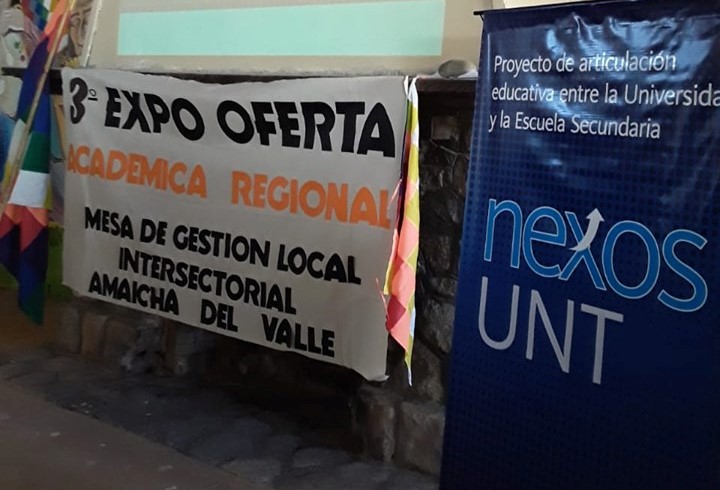 3º EXPO OFERTA
ACADEMICA REGIONAL
MESA DE GESTION LOCAL
INTERSECTORIAL
AMAICHA DEL VALLE
Proyecto de articulación
educativa entre la Universida
y la Escuela Secundaria
nexos
UNT